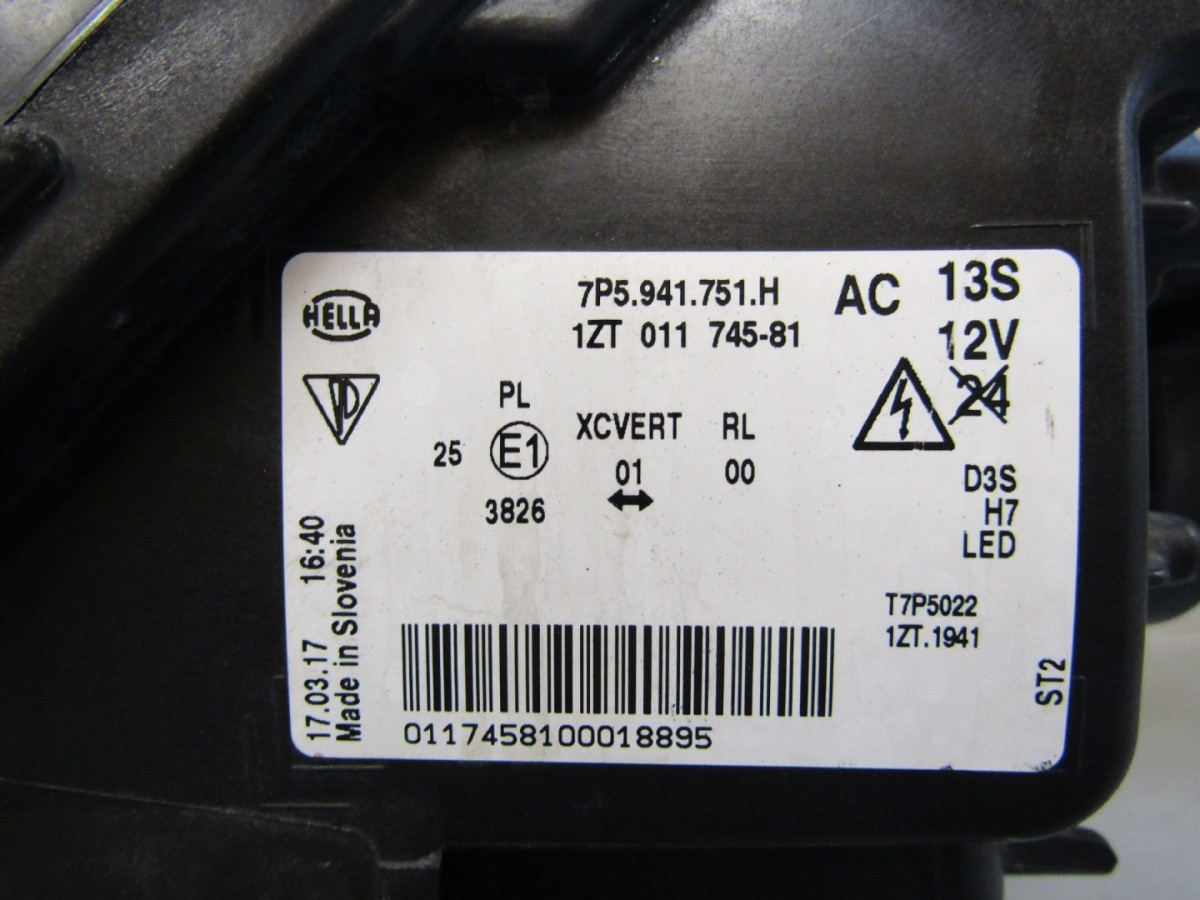 HELLA
7P5.941.751.H
1ZT 011 745-81
AC
13S
12V
24
PL
25
E1
3826
XCVERT
01
RL
00
D3S
H7
LED
T7P5022
1ZT.1941
ST2
17.03.17 16:40
Made in Slovenia
0117458100018895